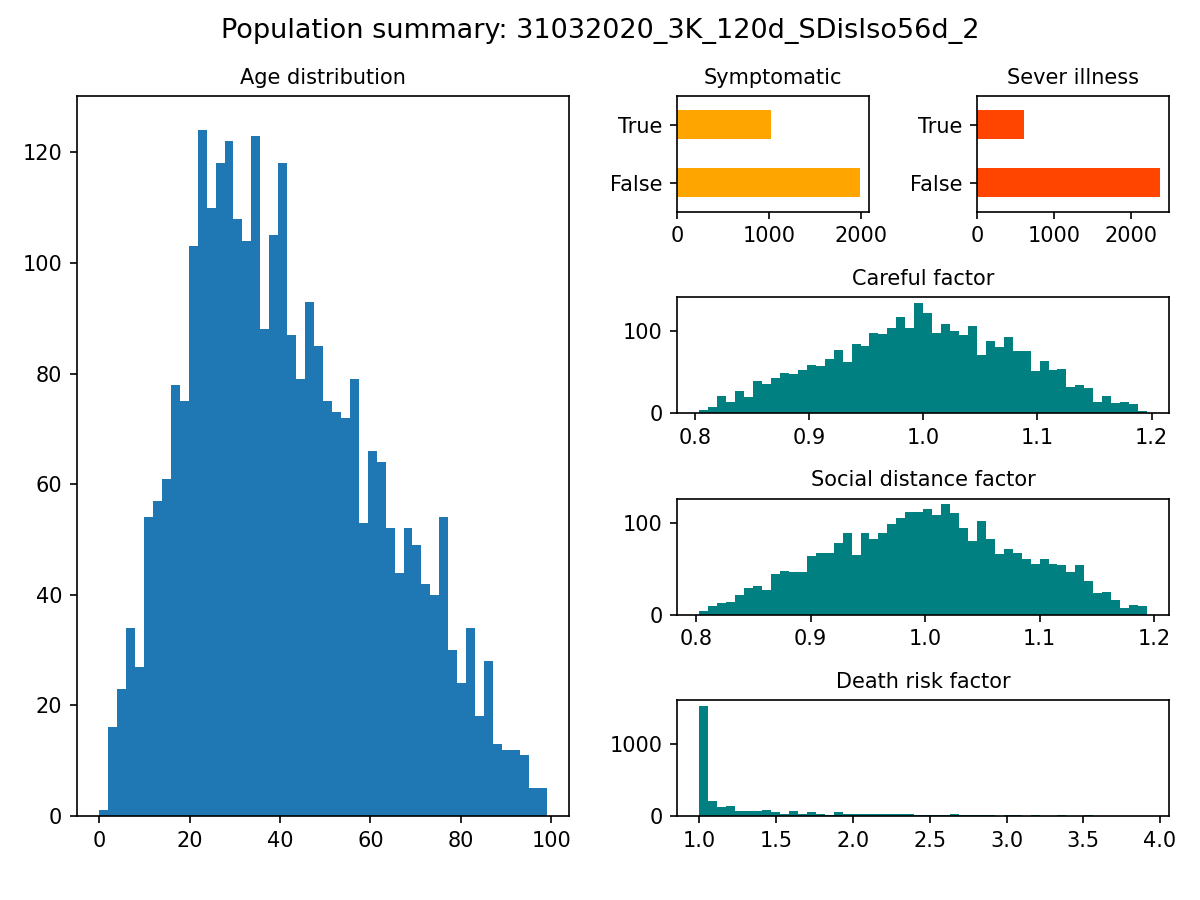 Population summary: 31032020_3K_120d_SDisIso56d_2
Age distribution
120
100
80
60
40
20
0
0 20 40 60 80 100
Symptomatic
True
False
0 1000 2000
Sever illness
True
False
0 1000 2000
Careful factor
100
0
0.8 0.9 1.0 1.1 1.2
Social distance factor
100
0
0.8 0.9 1.0 1.1 1.2
Death risk factor
1000
0
1.0 1.5 2.0 2.5 3.0 3.5 4.0